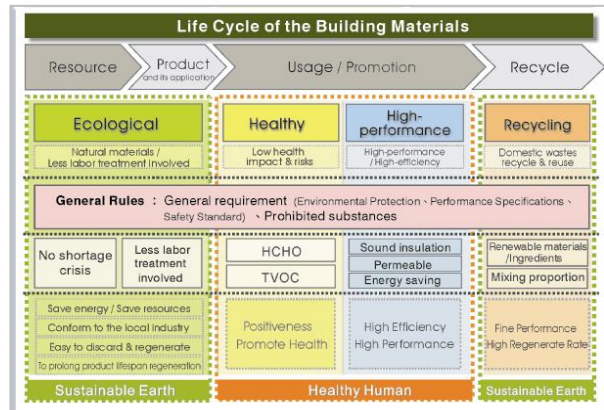 Life Cycle of the Building Materials
Resource
Product
and its application
Usage / Promotion
Recycle
Ecological
Natural materials /
Less labor treatment involved
Healthy
Low health
impact & risks
High-
performance
High-performance
/High-efficiency
Recycling
Domestic wastes
recycle & reuse
General Rules : General requirement (Environmental Protection、Performance Specifications、
Safety Standard) 、Prohibited substances
No shortage
crisis
Less labor
treatment
involved
HCHO
TVOC
Sound insulation
Permeable
Energy saving
Renewable materials
/Ingredients
Mixing proportion
Save energy / Save resources
Conform to the local industry
Easy to discard & regenerate
To prolong product lifespan regeneration
Positiveness
Promote Health
High Efficiency
High Performance
Fine Performance
High Regenerate Rate
Sustainable Earth
Healthy Human
Sustainable Earth